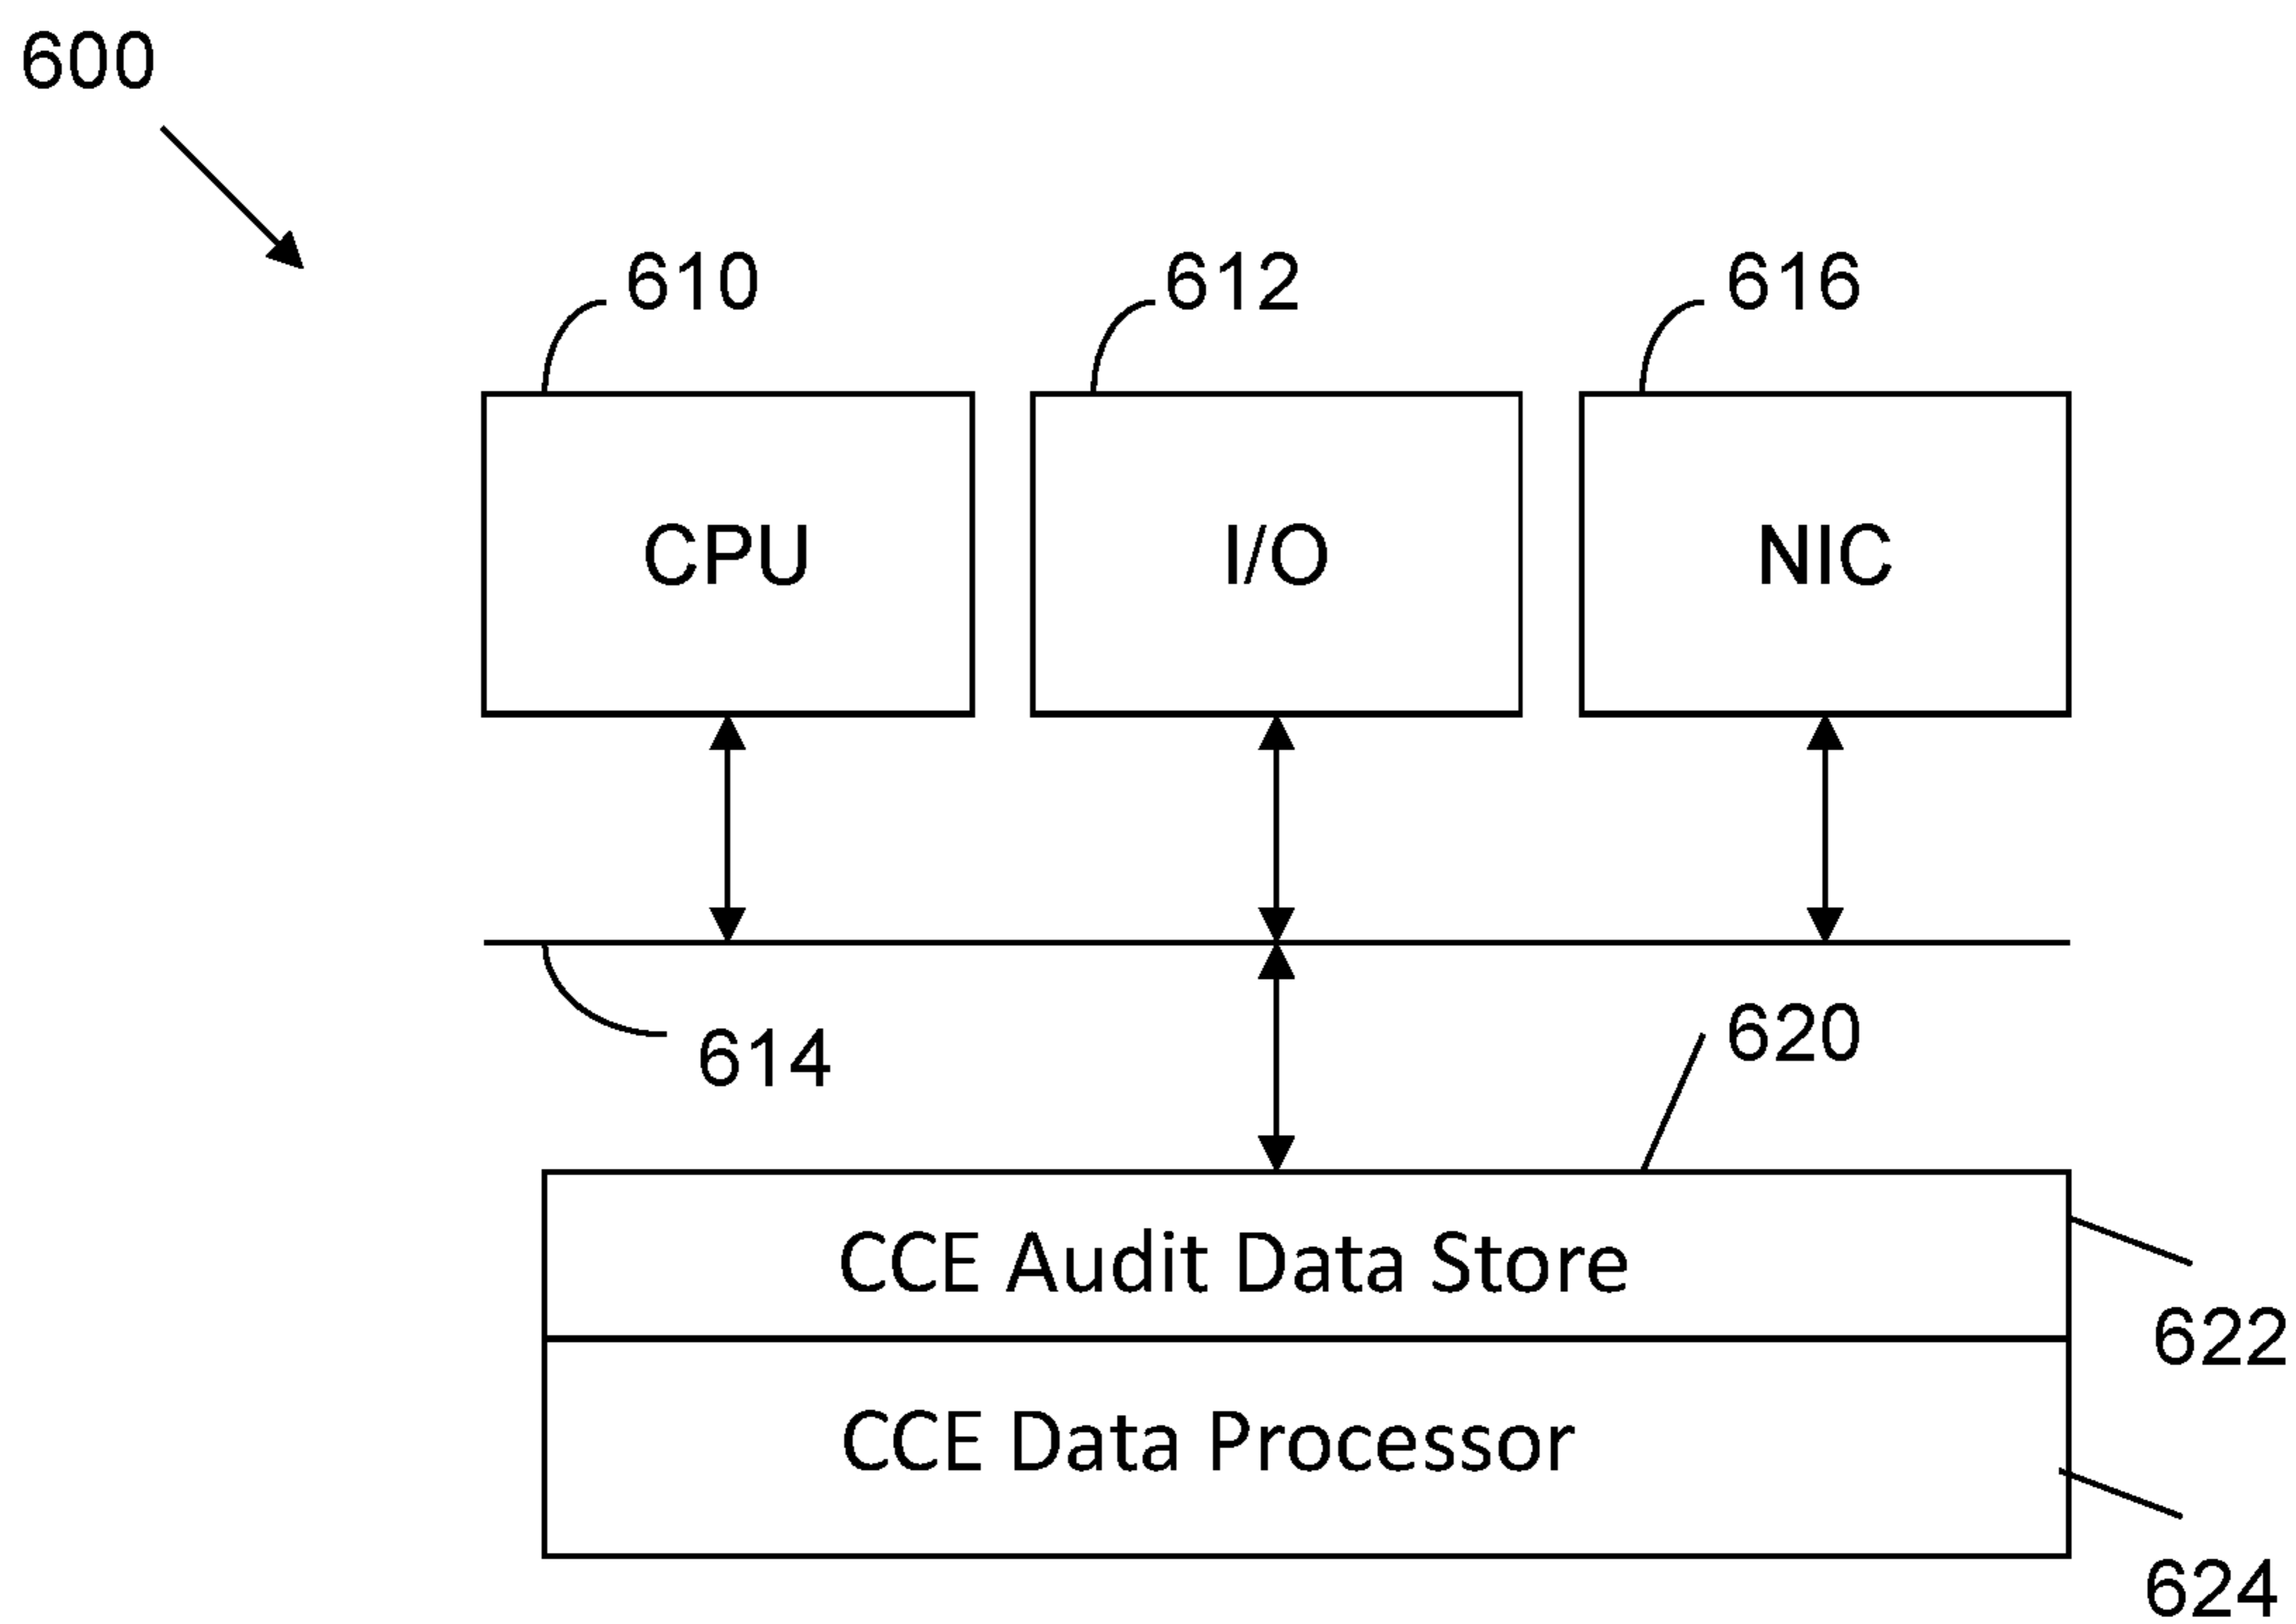 600
610
612
616
CPU
I/O
NIC
614
620
CCE Audit Data Store
622
CCE Data Processor
624